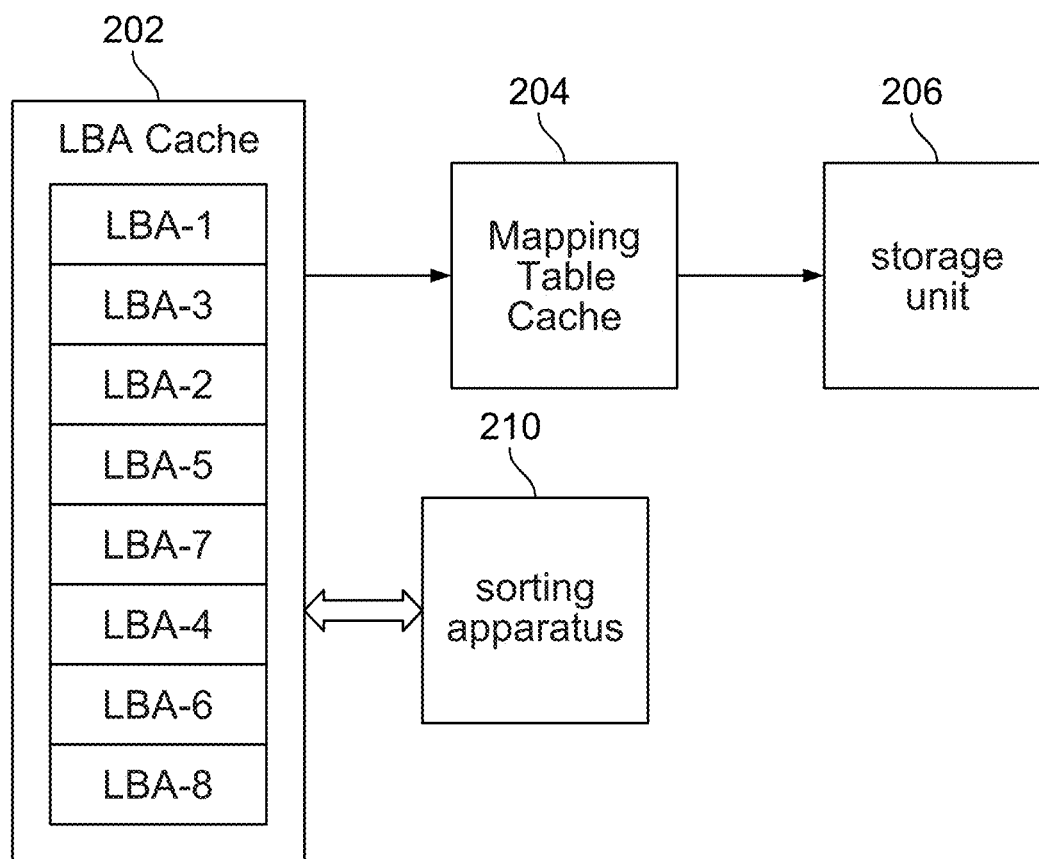 202
LBA Cache
LBA-1
LBA-3
LBA-2
LBA-5
LBA-7
LBA-4
LBA-6
LBA-8
204
Mapping
Table
Cache
206
storage
unit
210
sorting
apparatus